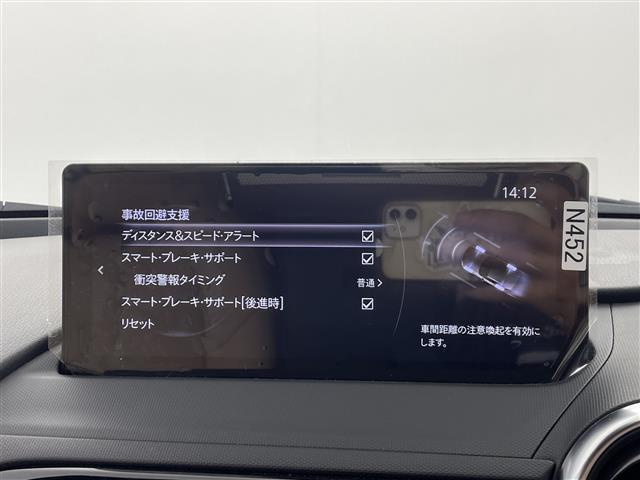 14:12
事故回避支援
ディスタンス&スピード・アラート
スマート・ブレーキ・サポート
衝突警報タイミング 普通
スマート・ブレーキ・サポート[後進時]
リセット
車間距離の注意喚起を有効に
します。
N452